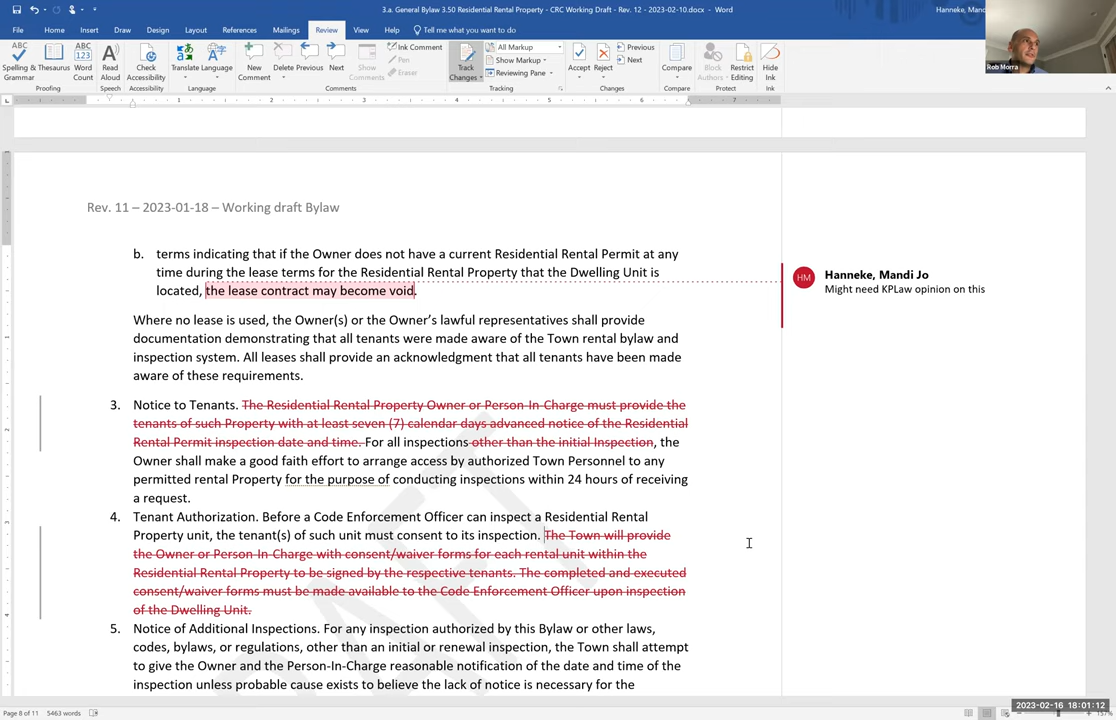 3.a. General Bylaw 3.50 Residential Rental Property - CRC Working Draft - Rev. 12 - 2023-02-10.docx - Word
Hanneke, Mandi
File Home Insert Draw Design Layout References Mailings Review View Help Tell me what you want to do
Rob Morra
Spelling & Grammar
Thesaurus
Word Count
Read Aloud
Check Accessibility
Translate
Language
New Comment
Delete
Previous
Next
Show Comments
Ink Comment
Pen
Eraser
Track Changes
All Markup
Show Markup
Reviewing Pane
Accept
Reject
Previous
Next
Compare
Block Authors
Restrict Editing
Hide Ink
Proofing Speech Accessibility Language Comments Tracking Changes Compare Protect Ink
1 2 3 4 5 6 7
Rev. 11 – 2023-01-18 – Working draft Bylaw
b. terms indicating that if the Owner does not have a current Residential Rental Permit at any
time during the lease terms for the Residential Rental Property that the Dwelling Unit is
located, the lease contract may become void.
HM
Hanneke, Mandi Jo
Might need KPLaw opinion on this
Where no lease is used, the Owner(s) or the Owner's lawful representatives shall provide
documentation demonstrating that all tenants were made aware of the Town rental bylaw and
inspection system. All leases shall provide an acknowledgment that all tenants have been made
aware of these requirements.
3. Notice to Tenants. The Residential Rental Property Owner or Person-In-Charge must provide the
tenants of such Property with at least seven (7) calendar days advanced notice of the Residential
Rental Permit inspection date and time. For all inspections other than the initial Inspection, the
Owner shall make a good faith effort to arrange access by authorized Town Personnel to any
permitted rental Property for the purpose of conducting inspections within 24 hours of receiving
a request.
4. Tenant Authorization. Before a Code Enforcement Officer can inspect a Residential Rental
Property unit, the tenant(s) of such unit must consent to its inspection. The Town will provide
the Owner or Person-In-Charge with consent/waiver forms for each rental unit within the
Residential Rental Property to be signed by the respective tenants. The completed and executed
consent/waiver forms must be made available to the Code Enforcement Officer upon inspection
of the Dwelling Unit.
5. Notice of Additional Inspections. For any inspection authorized by this Bylaw or other laws,
codes, bylaws, or regulations, other than an initial or renewal inspection, the Town shall attempt
to give the Owner and the Person-In-Charge reasonable notification of the date and time of the
inspection unless probable cause exists to believe the lack of notice is necessary for the
DRAFT
Page 8 of 11 5463 words
2023-02-16 18:01:12